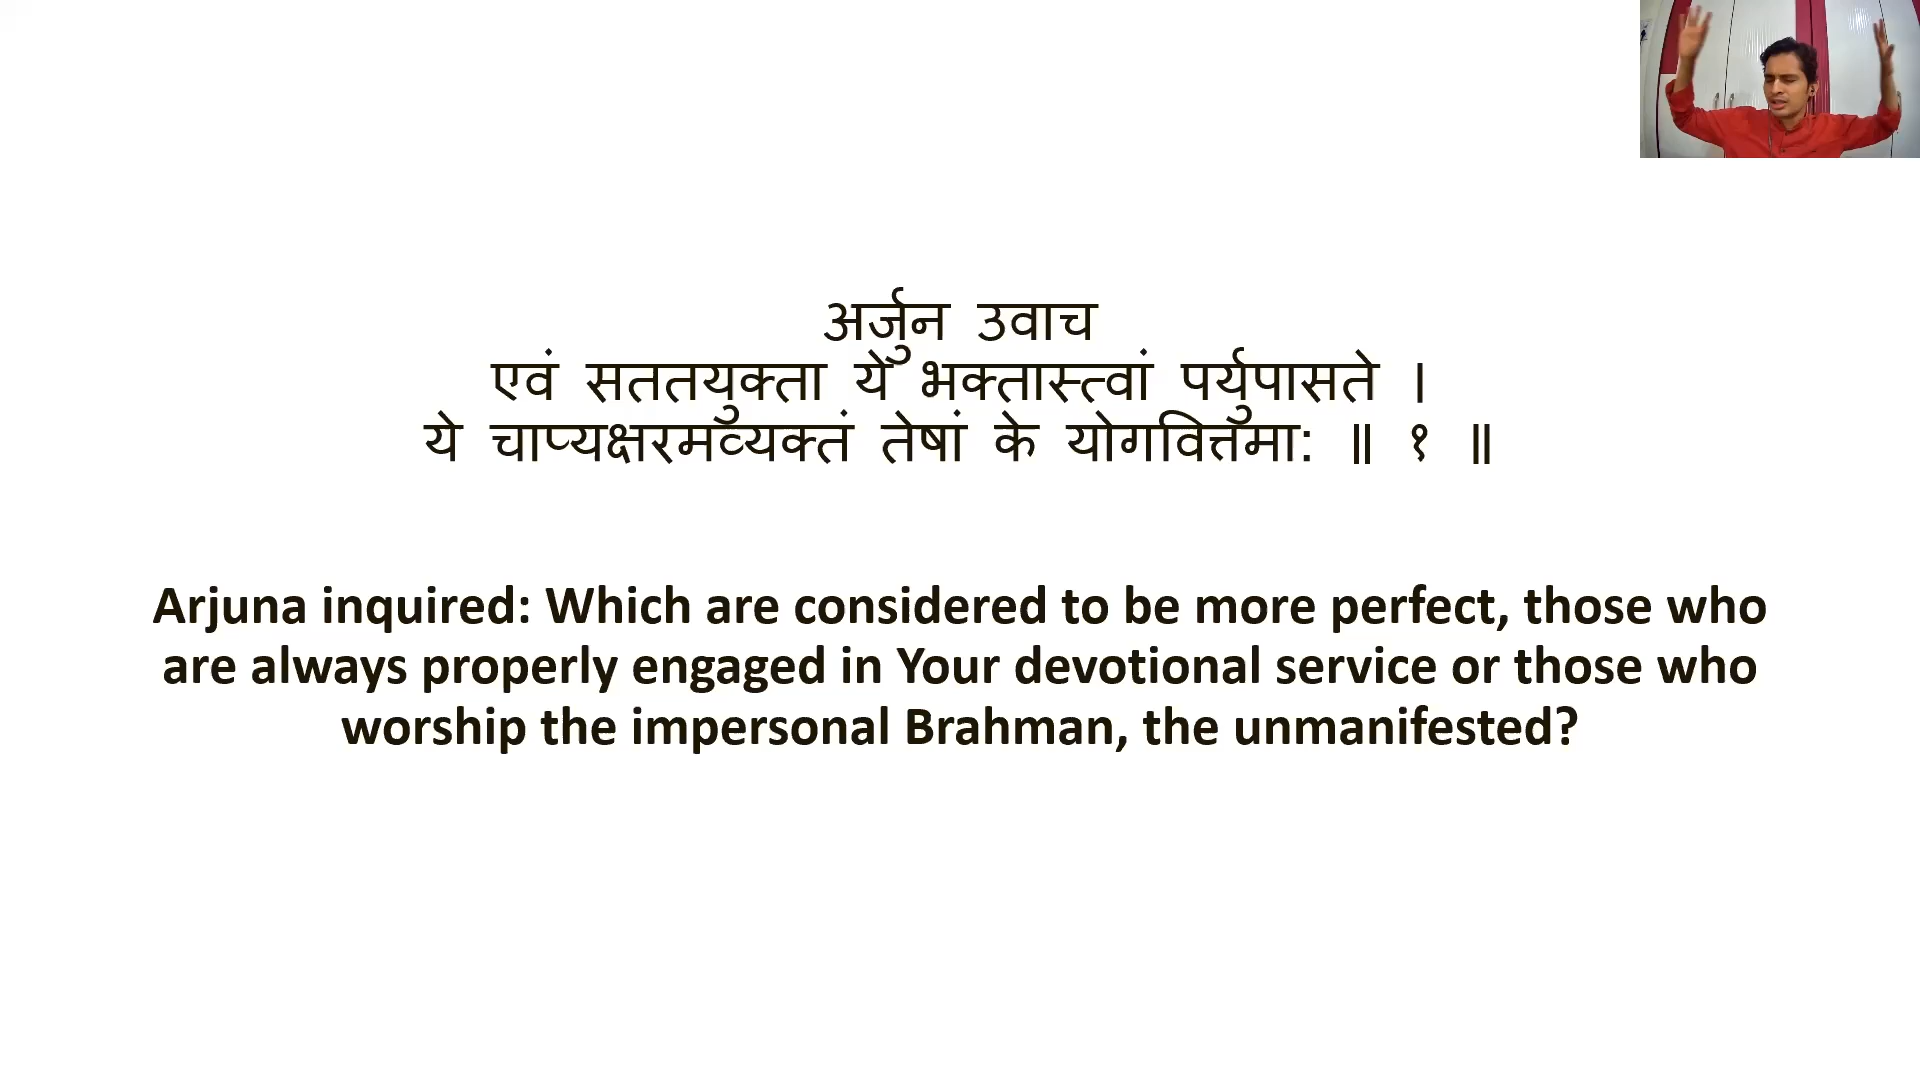 अर्जुन उवाच
एवं सततयुक्ता ये भक्तास्त्वां पर्युपासते ।
ये चाप्यक्षरमव्यक्तं तेषां के योगवित्तमा: ॥ १ ॥
Arjuna inquired: Which are considered to be more perfect, those who
are always properly engaged in Your devotional service or those who
worship the impersonal Brahman, the unmanifested?